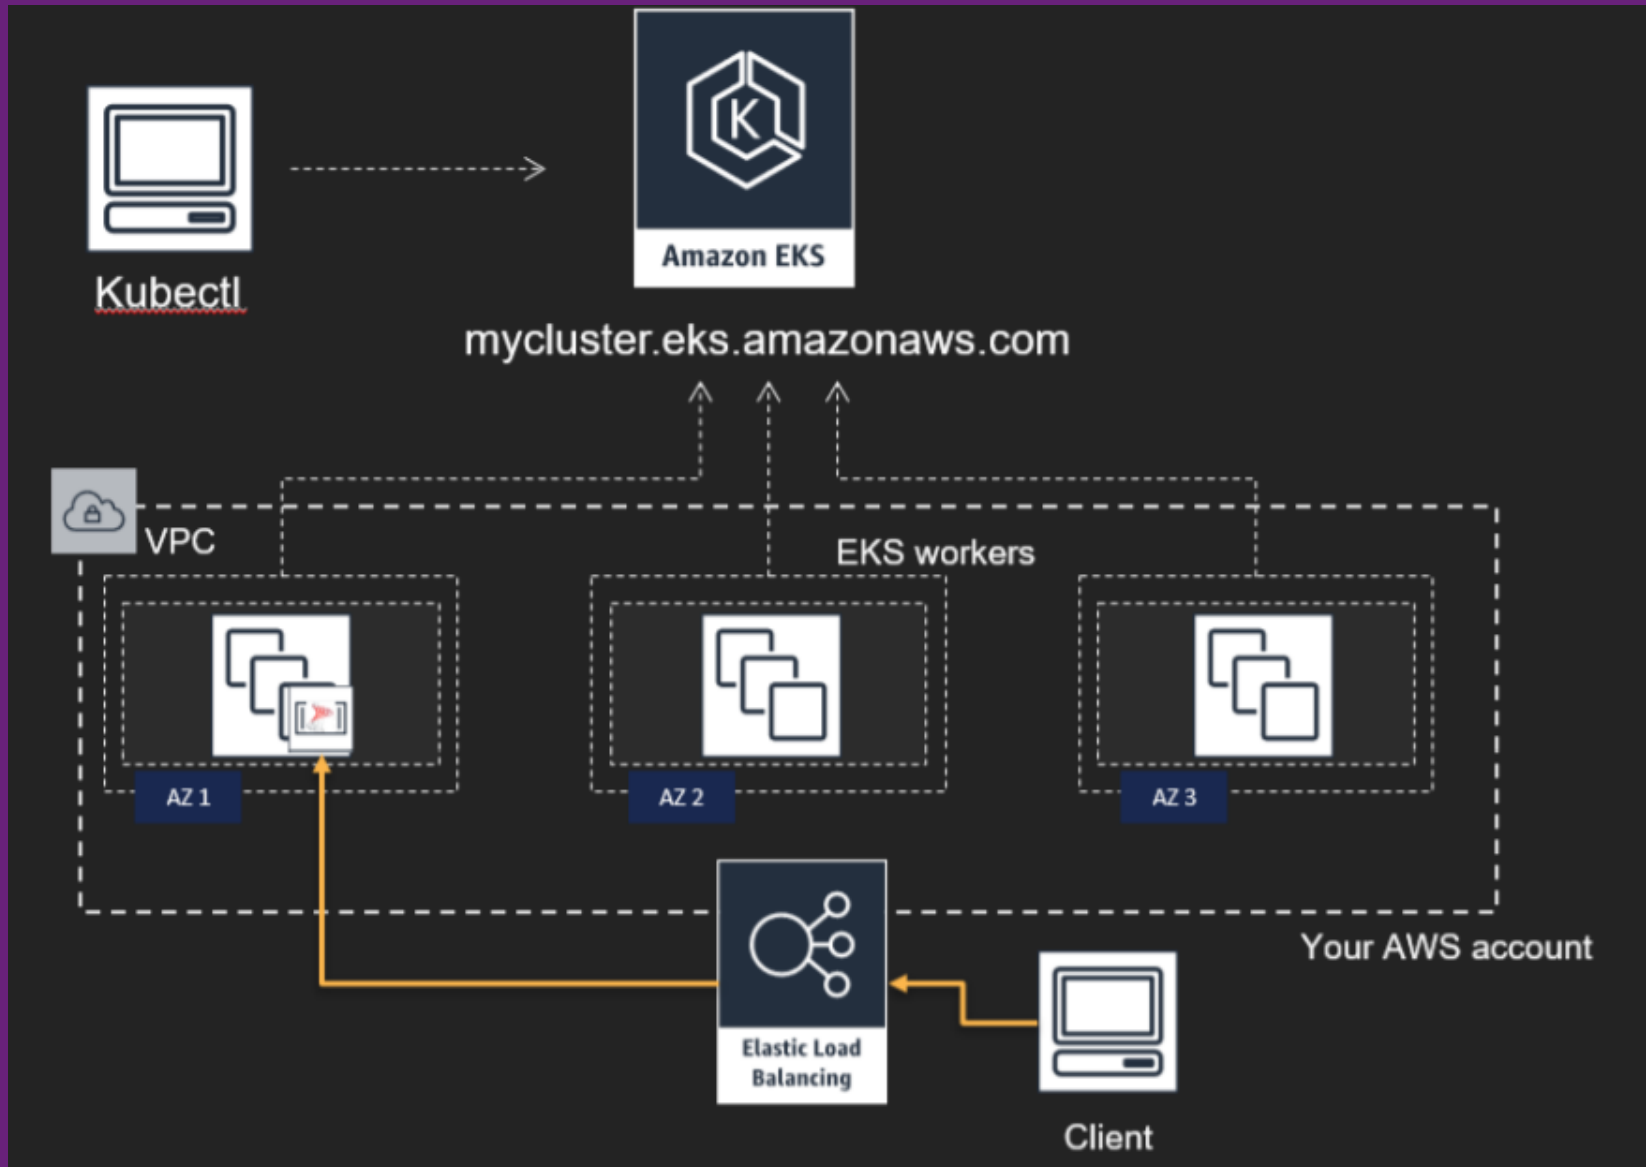 Amazon EKS
Kubectl
mycluster.eks.amazonaws.com
VPC
EKS workers
AZ 1
AZ 2
AZ 3
Your AWS account
Elastic Load
Balancing
Client